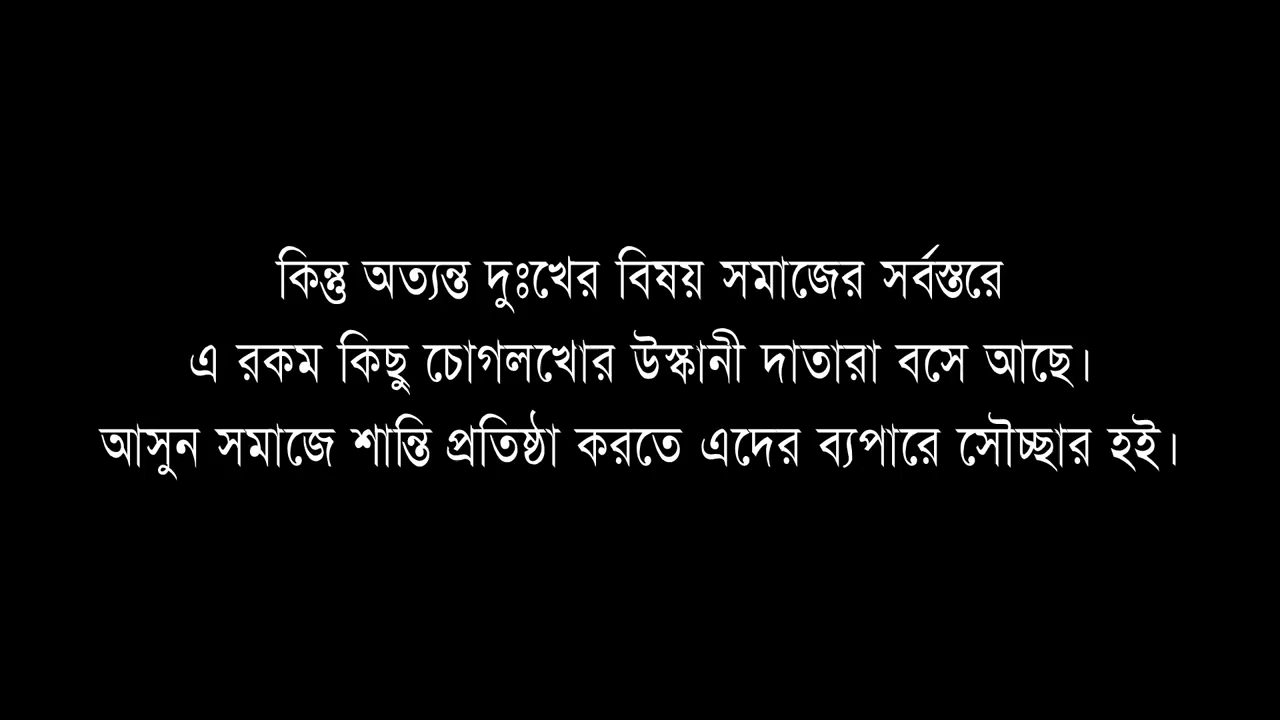 কিন্তু অত্যন্ত দুঃখের বিষয় সমাজের সর্বস্তরে
এ রকম কিছু চোগলখোর উস্কানী দাতারা বসে আছে।
আসুন সমাজে শান্তি প্রতিষ্ঠা করতে এদের ব্যপারে সৌচ্ছার হই।